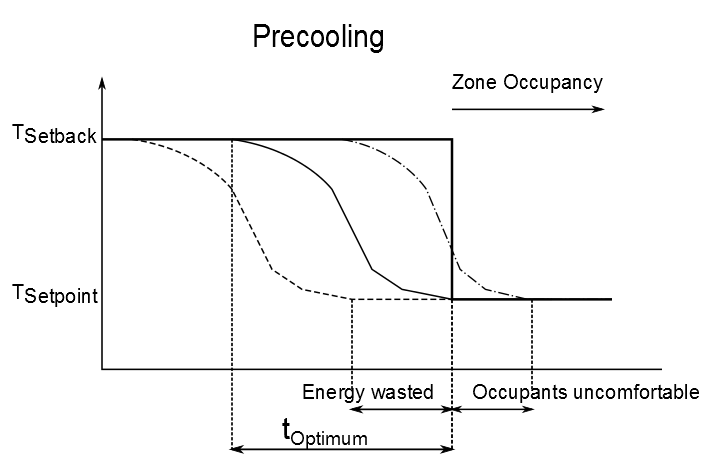 Precooling
Zone Occupancy
TSetback
TSetpoint
Energy wasted
Occupants uncomfortable
tOptimum